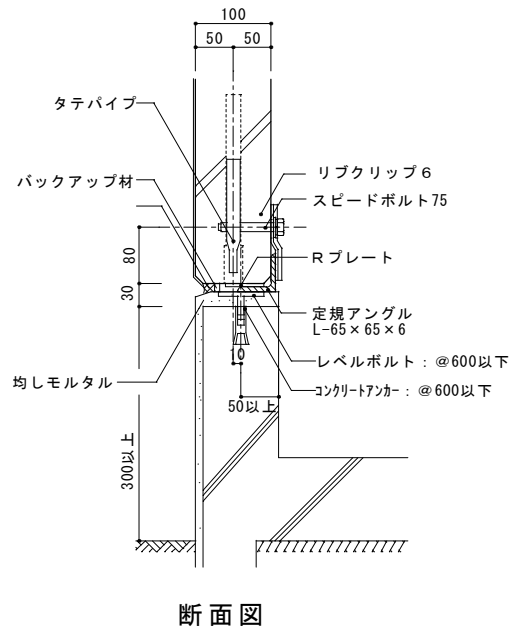 100
50 50
タテパイプ
バックアップ材
リブクリップ6
スピードボルト75
80
Rプレート
30
定規アングル
L-65×65×6
レベルボルト：@600以下
均しモルタル
コンクリートアンカー：@600以下
10
50以上
300以上
断面図